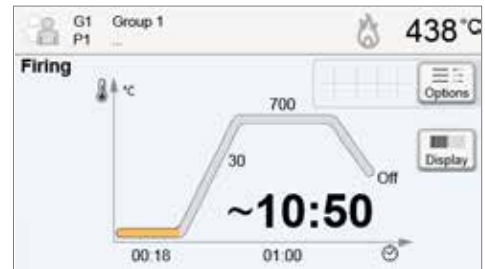 G1 Group 1
P1 ...
438 °C
Firing
°C
700
Options
30
Display
Off
~10:50
00:18 01:00